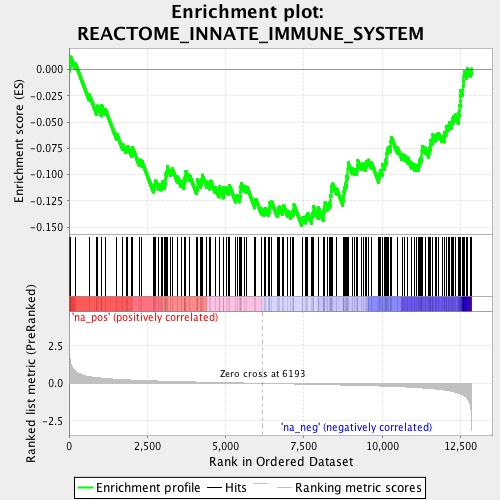 Enrichment plot:
REACTOME_INNATE_IMMUNE_SYSTEM
Enrichment score (ES)
0.000
-0.025
-0.050
-0.075
-0.100
-0.125
-0.150
Ranked list metric (PreRanked)
'na_pos' (positively correlated)
2.5
Zero cross at 6193
0.0
-2.5
'na_neg' (negatively correlated)
0
2,500
5,000
7,500
10,000
12,500
Rank in Ordered Dataset
Enrichment profile
Hits
Ranking metric scores